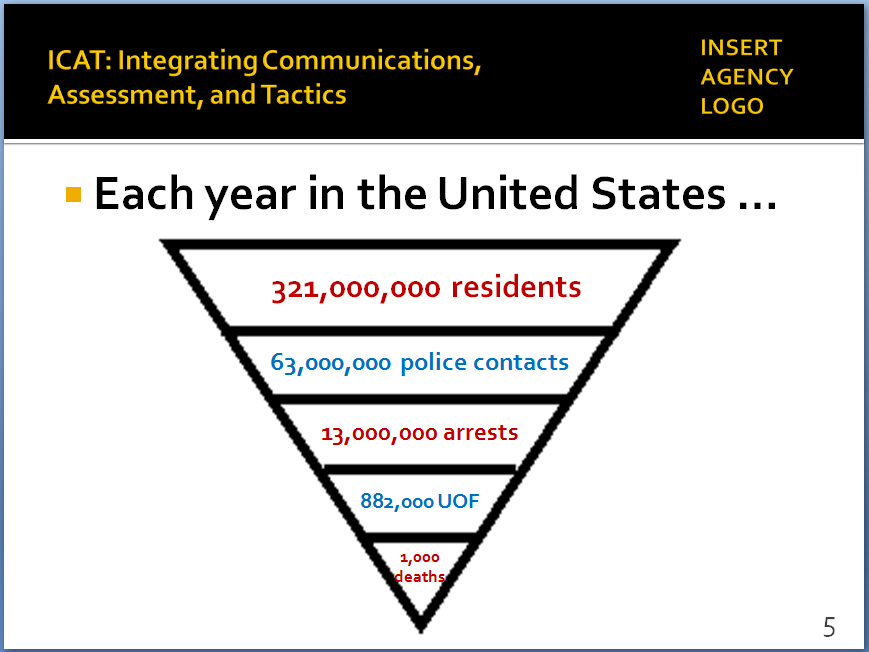 ICAT: Integrating Communications,
Assessment, and Tactics
INSERT
AGENCY
LOGO
Each year in the United States ...
321,000,000 residents
63,000,000 police contacts
13,000,000 arrests
882,000 UOF
1,000
deaths
5